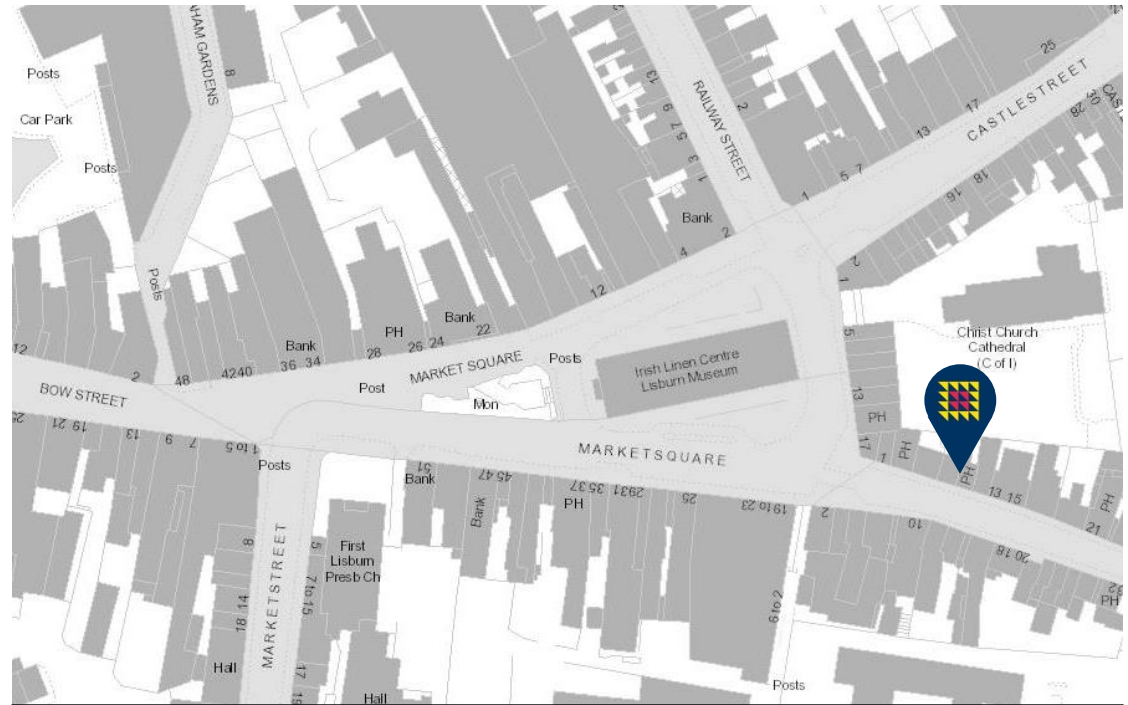 HAM GARDENS
8
Posts
Car Park
Posts
Posts
13
5 7 9
3
1
2
RAILWAY STREET
Bank
4
2
12
25
17
13
5 7
1
CASTLESTREET
30
28
18
16
2
1
Christ Church
Cathedral
(C of I)
5
13
PH
17
12
2
48
4240
Bank
36 34
28
PH
26 24
Bank
22
MARKET SQUARE
Posts
Post
Mon
Irish Linen Centre
Lisburn Museum
BOW STREET
25
19 21
13
9
7
1 to 5
Posts
MARKETSQUARE
51
Bank
45.47
Bank
PH
35.37
2931
25
19 to 23
2
1
PH
PH
13 15
21
PH
10
20 18
PH
MARKETSTREET
8
18 14
Hall
5
First
Lisburn
Presb Ch
7 to 15
17
19
Hall
6 to 2
Posts